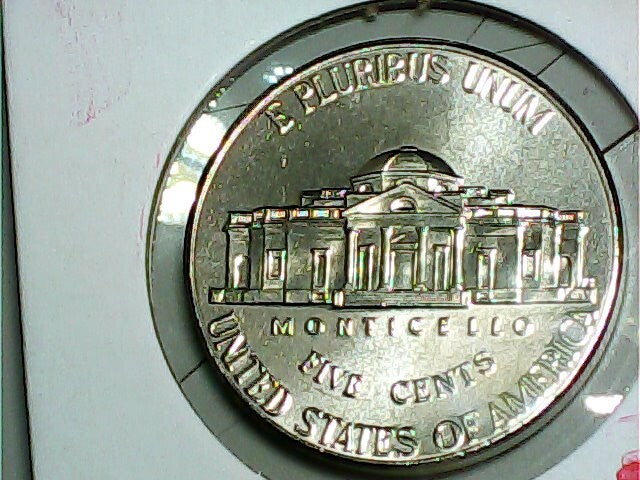 E PLURIBUS UNUM
MONTICELLO
FIVE CENTS
UNITED STATES OF AMERICA